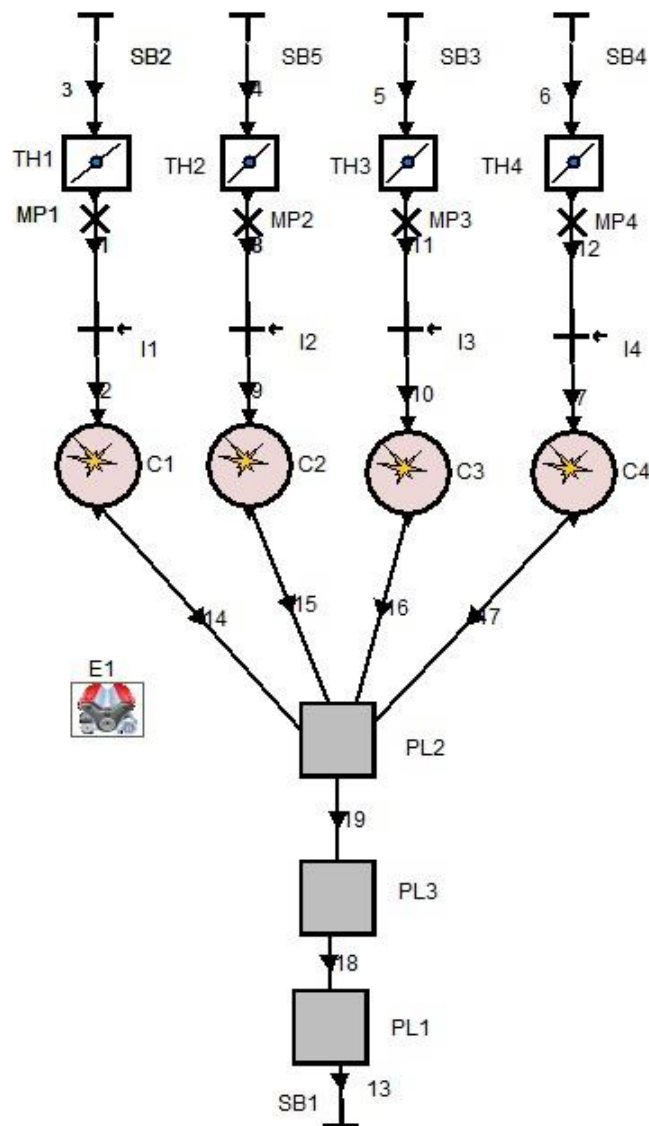 SB2 SB5 SB3 SB4
3 4 5 6
TH1 TH2 TH3 TH4
MP1 MP2 MP3 MP4
1 8 11 12
I1 I2 I3 I4
2 9 10 7
C1 C2 C3 C4
14 15 16 17
E1
PL2
19
PL3
18
PL1
13
SB1